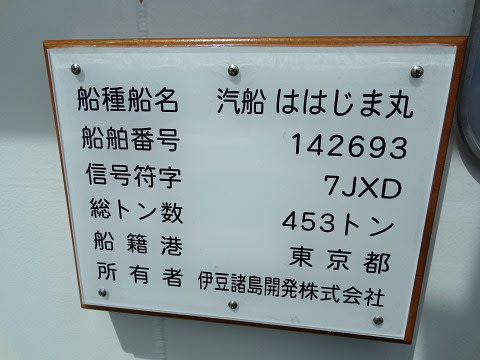 船種船名 汽船 ははじま丸
船舶番号 142693
信号符字 7JXD
総トン数 453トン
船籍港 東京都
所有者 伊豆諸島開発株式会社